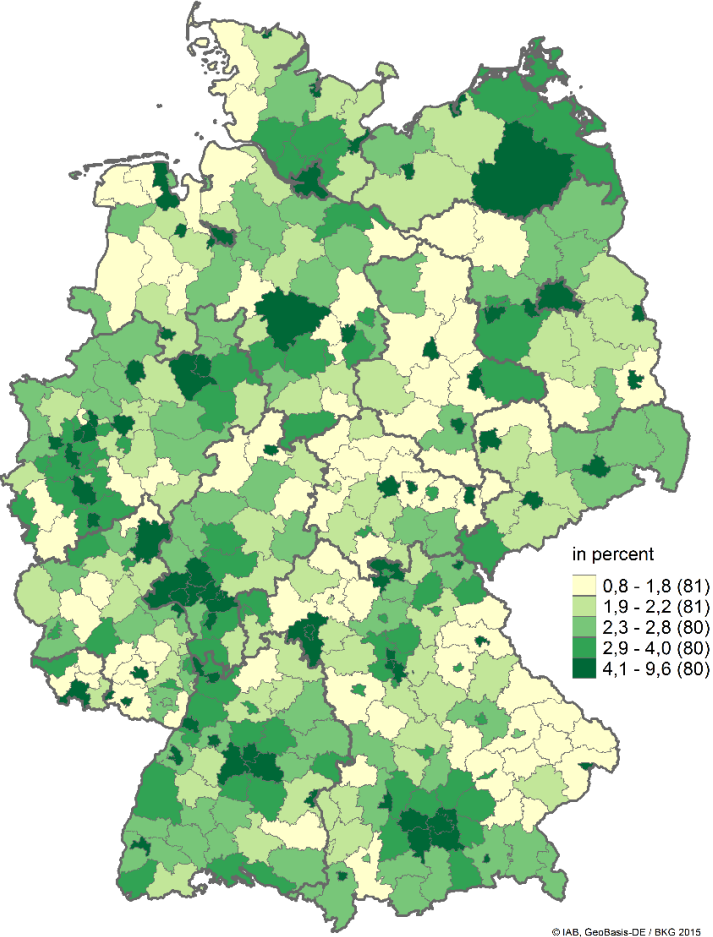 in percent
0,8 - 1,8 (81)
1,9 - 2,2 (81)
2,3 - 2,8 (80)
2,9 - 4,0 (80)
4,1 - 9,6 (80)
© IAB, GeoBasis-DE / BKG 2015